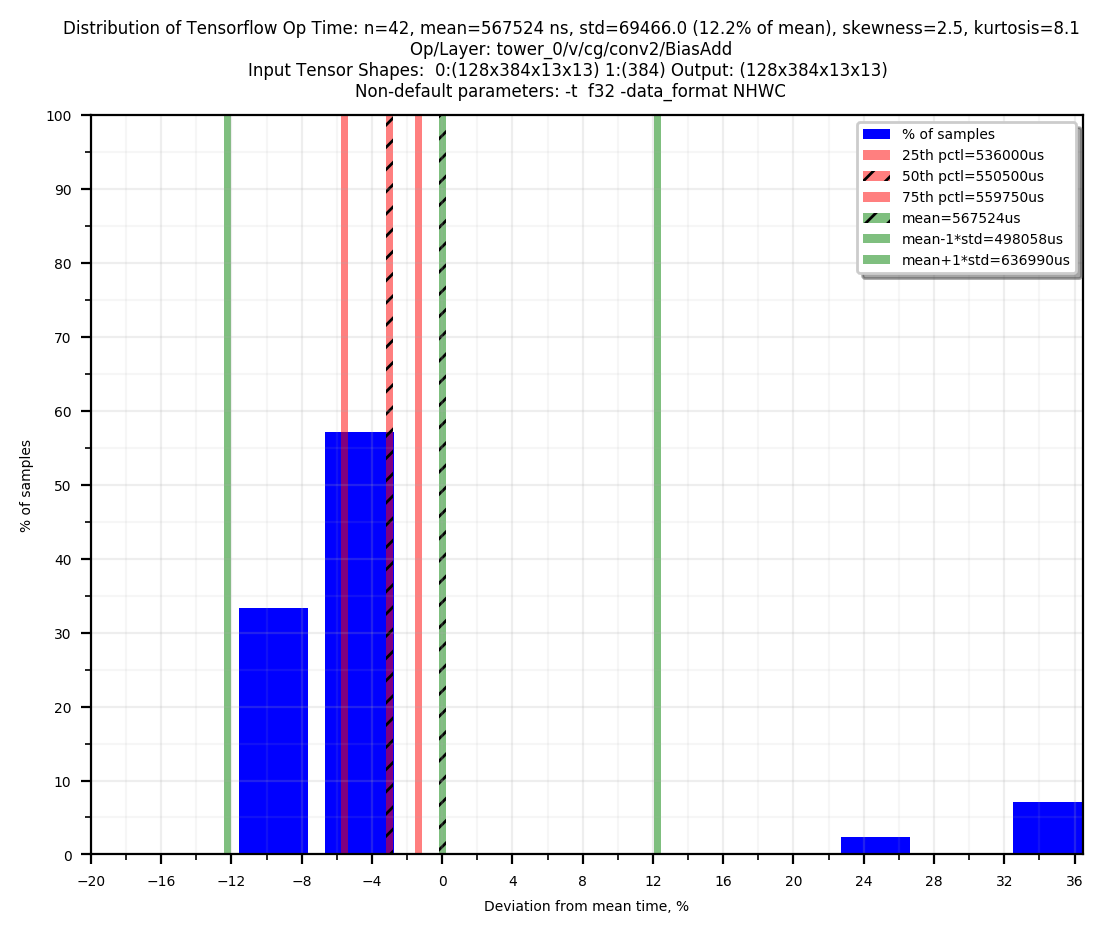 Distribution of Tensorflow Op Time: n=42, mean=567524 ns, std=69466.0 (12.2% of mean), skewness=2.5, kurtosis=8.1
Op/Layer: tower_0/v/cg/conv2/BiasAdd
Input Tensor Shapes:  0:(128x384x13x13) 1:(384) Output: (128x384x13x13)
Non-default parameters: -t  f32 -data_format NHWC
% of samples
25th pctl=536000us
50th pctl=550500us
75th pctl=559750us
mean=567524us
mean-1*std=498058us
mean+1*std=636990us
100
90
80
70
60
50
40
30
20
10
0
% of samples
−20 −16 −12 −8 −4 0 4 8 12 16 20 24 28 32 36
Deviation from mean time, %